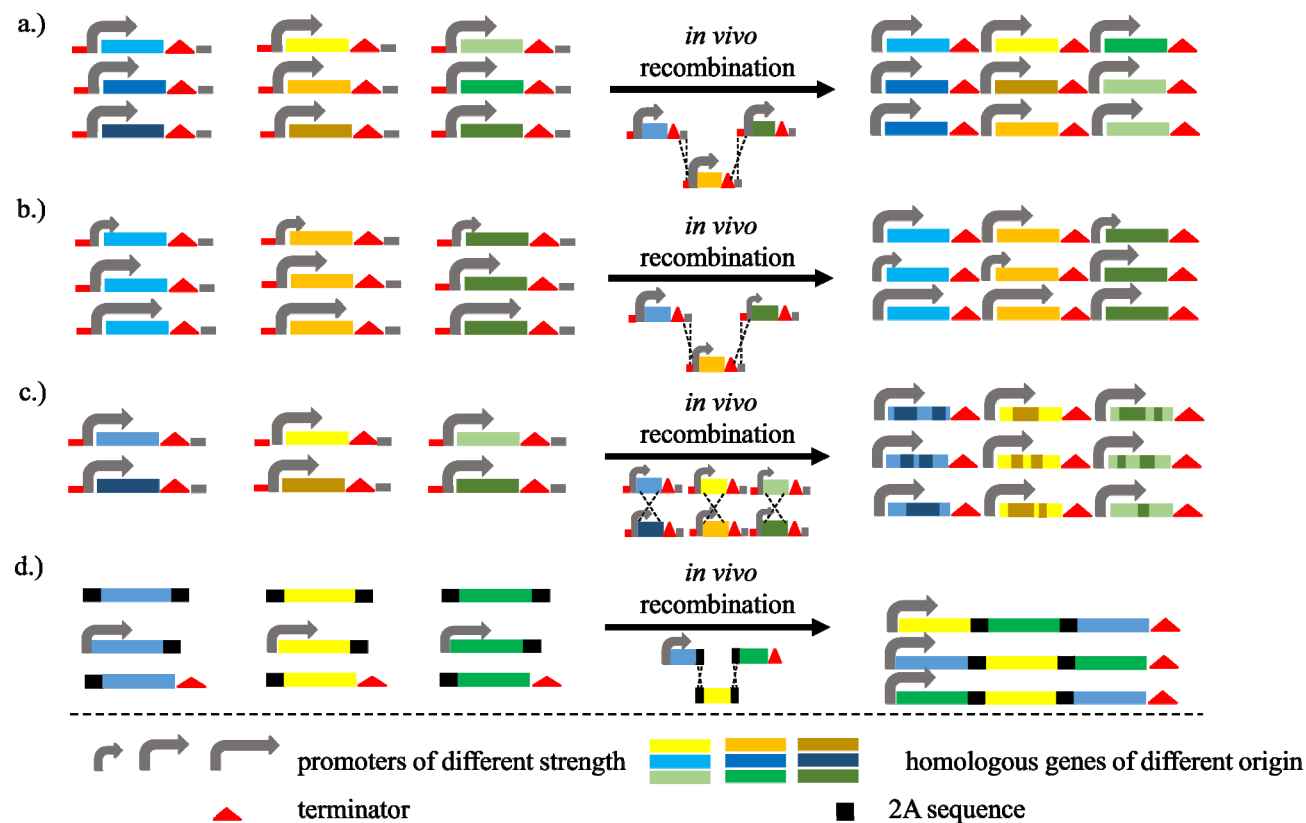 a.)
in vivo
recombination
b.)
in vivo
recombination
c.)
in vivo
recombination
d.)
in vivo
recombination
promoters of different strength
homologous genes of different origin
terminator
2A sequence